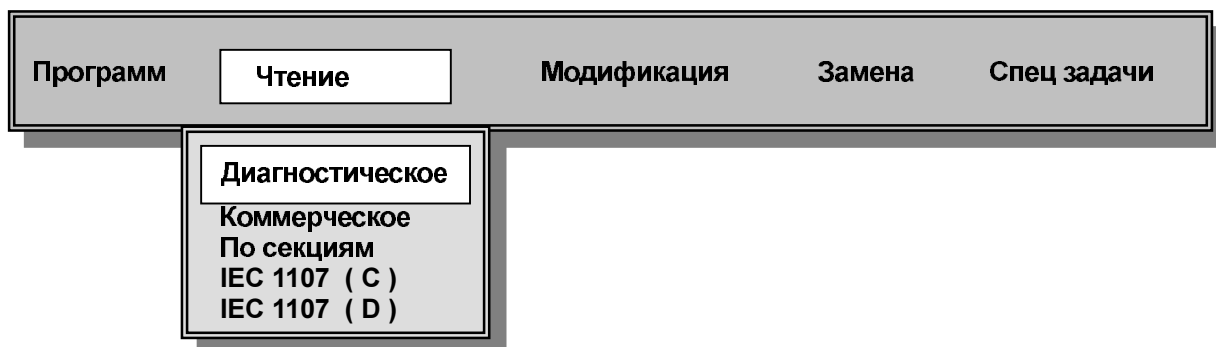 Программ Чтение Модификация Замена Спец задачи
Диагностическое
Коммерческое
По секциям
IEC 1107 ( C )
IEC 1107 ( D )